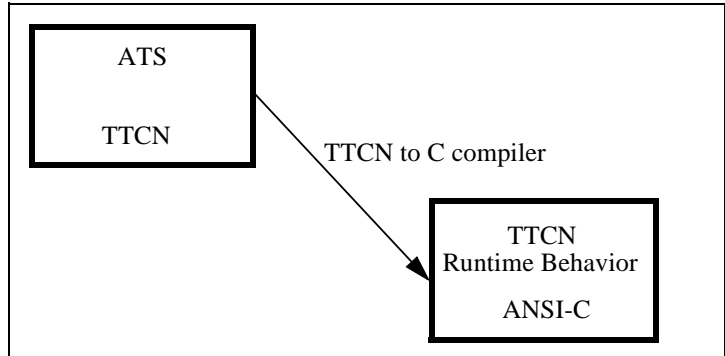 ATS
TTCN
TTCN to C compiler
TTCN
Runtime Behavior
ANSI-C